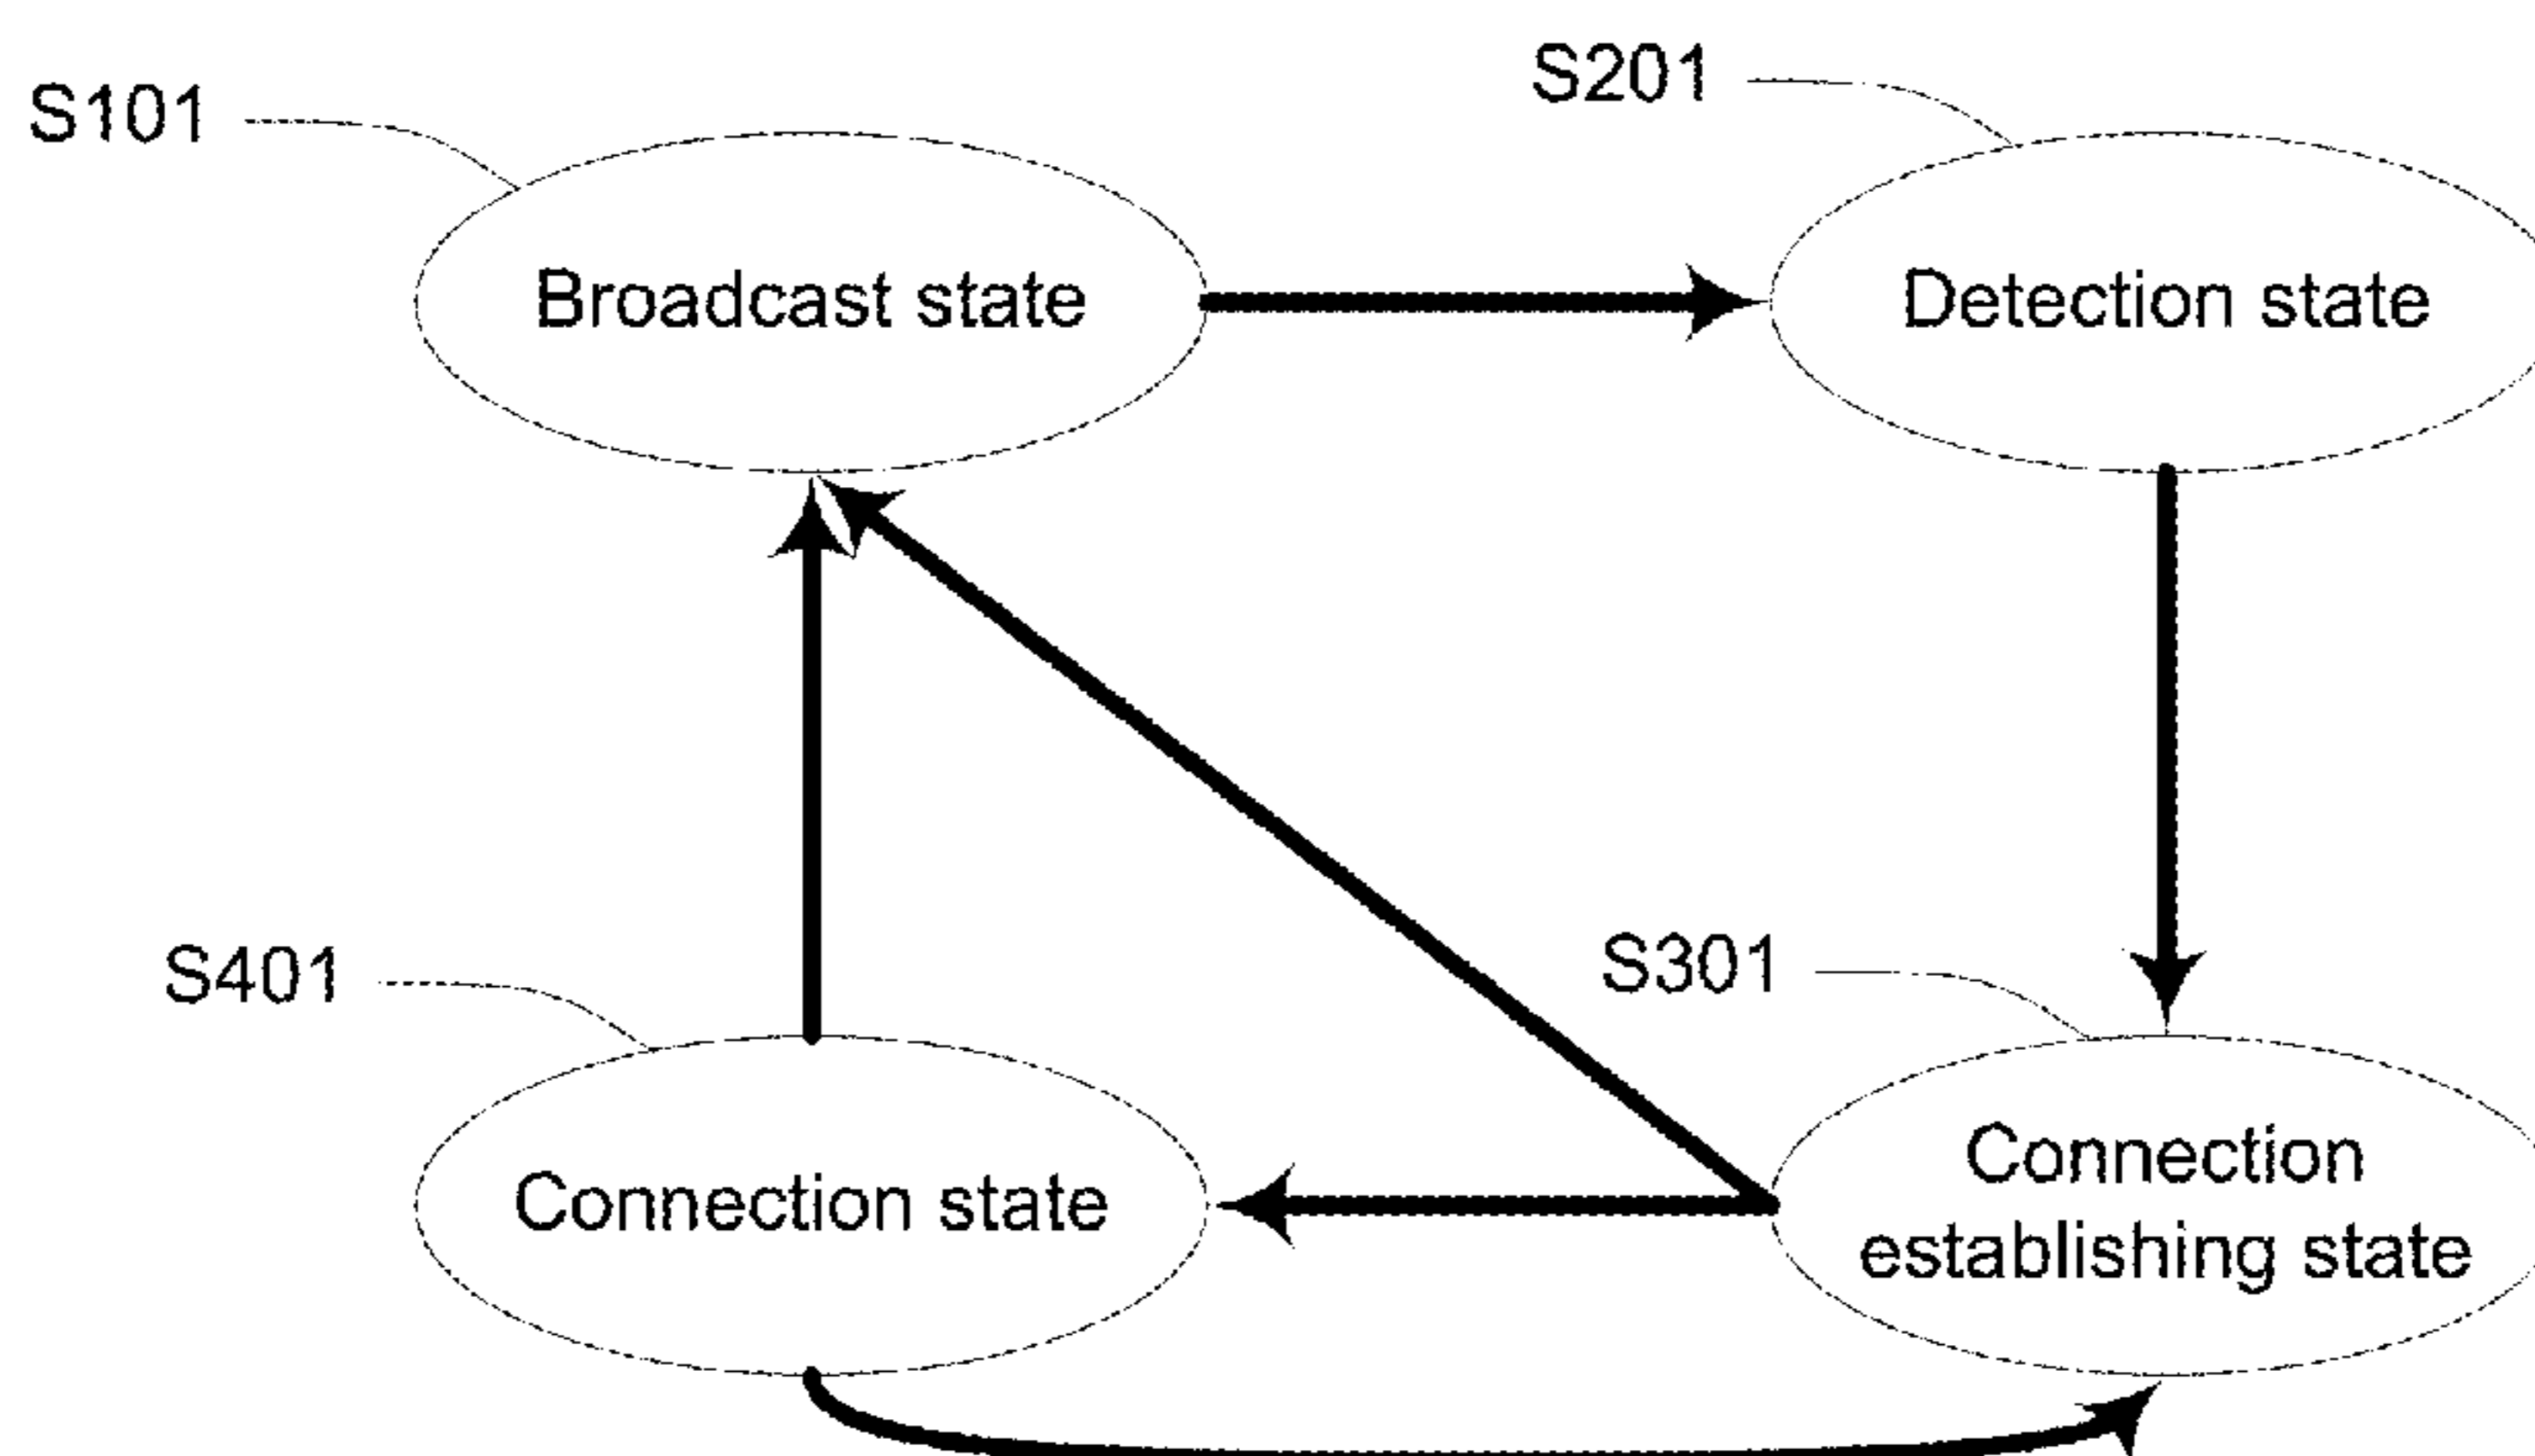 S101
S201
Broadcast state
Detection state
S401
S301
Connection state
Connection
establishing state